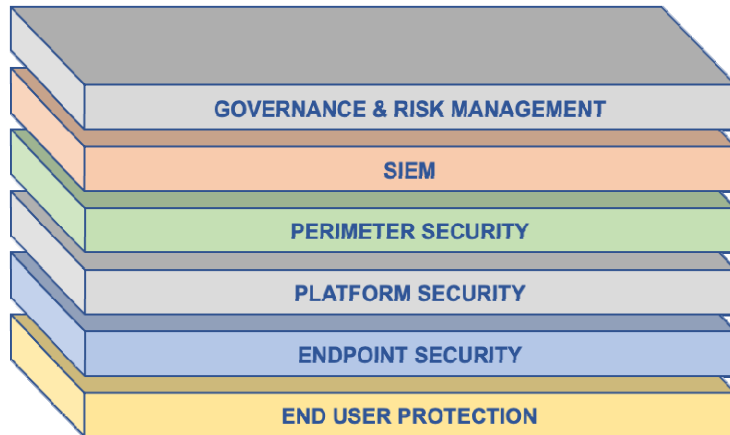 GOVERNANCE & RISK MANAGEMENT
SIEM
PERIMETER SECURITY
PLATFORM SECURITY
ENDPOINT SECURITY
END USER PROTECTION